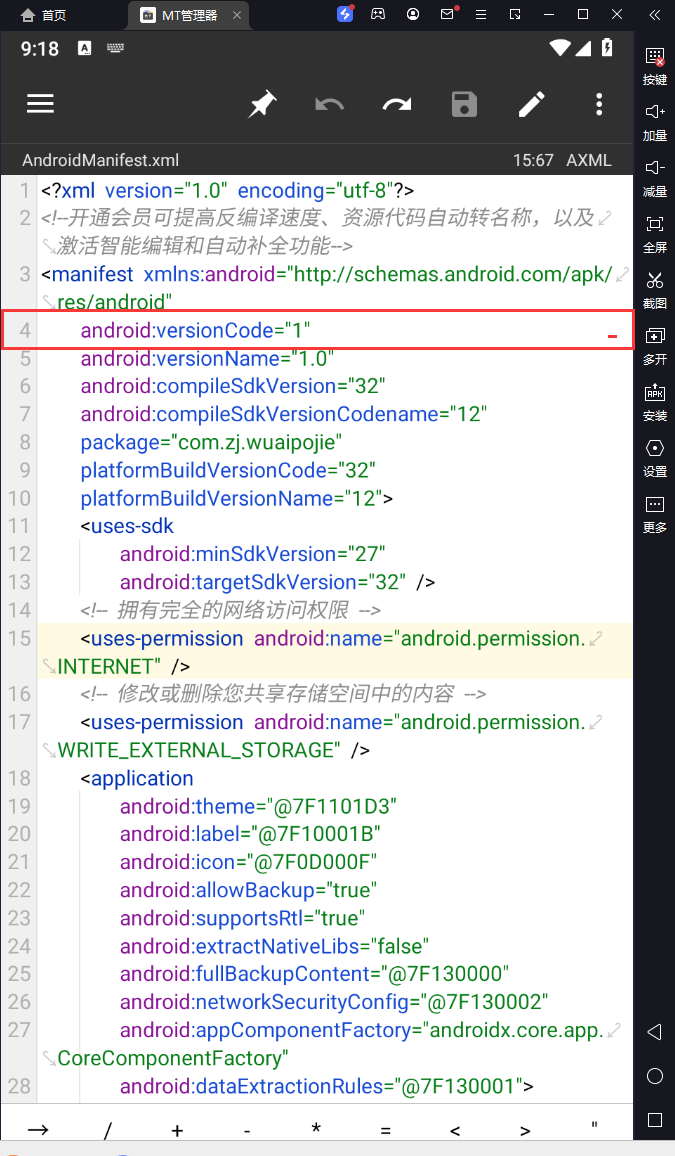 首页
MT管理器
9:18
A
按键
加量
减量
全屏
截图
多开
APK
安装
设置
更多
AndroidManifest.xml
15:67 AXML
1 <?xml version="1.0" encoding="utf-8"?>
2 <!--开通会员可提高反编译速度、资源代码自动转名称，以及
激活智能编辑和自动补全功能-->
3 <manifest xmlns:android="http://schemas.android.com/apk/
res/android"
4 android:versionCode="1"
5 android:versionName="1.0"
6 android:compileSdkVersion="32"
7 android:compileSdkVersionCodename="12"
8 package="com.zj.wuaipojie"
9 platformBuildVersionCode="32"
10 platformBuildVersionName="12">
11 <uses-sdk
12 android:minSdkVersion="27"
13 android:targetSdkVersion="32" />
14 <!-- 拥有完全的网络访问权限 -->
15 <uses-permission android:name="android.permission.
INTERNET" />
16 <!-- 修改或删除您共享存储空间中的内容 -->
17 <uses-permission android:name="android.permission.
WRITE_EXTERNAL_STORAGE" />
18 <application
19 android:theme="@7F1101D3"
20 android:label="@7F10001B"
21 android:icon="@7F0D000F"
22 android:allowBackup="true"
23 android:supportsRtl="true"
24 android:extractNativeLibs="false"
25 android:fullBackupContent="@7F130000"
26 android:networkSecurityConfig="@7F130002"
27 android:appComponentFactory="androidx.core.app.
CoreComponentFactory"
28 android:dataExtractionRules="@7F130001">
→ / + - * = < > "